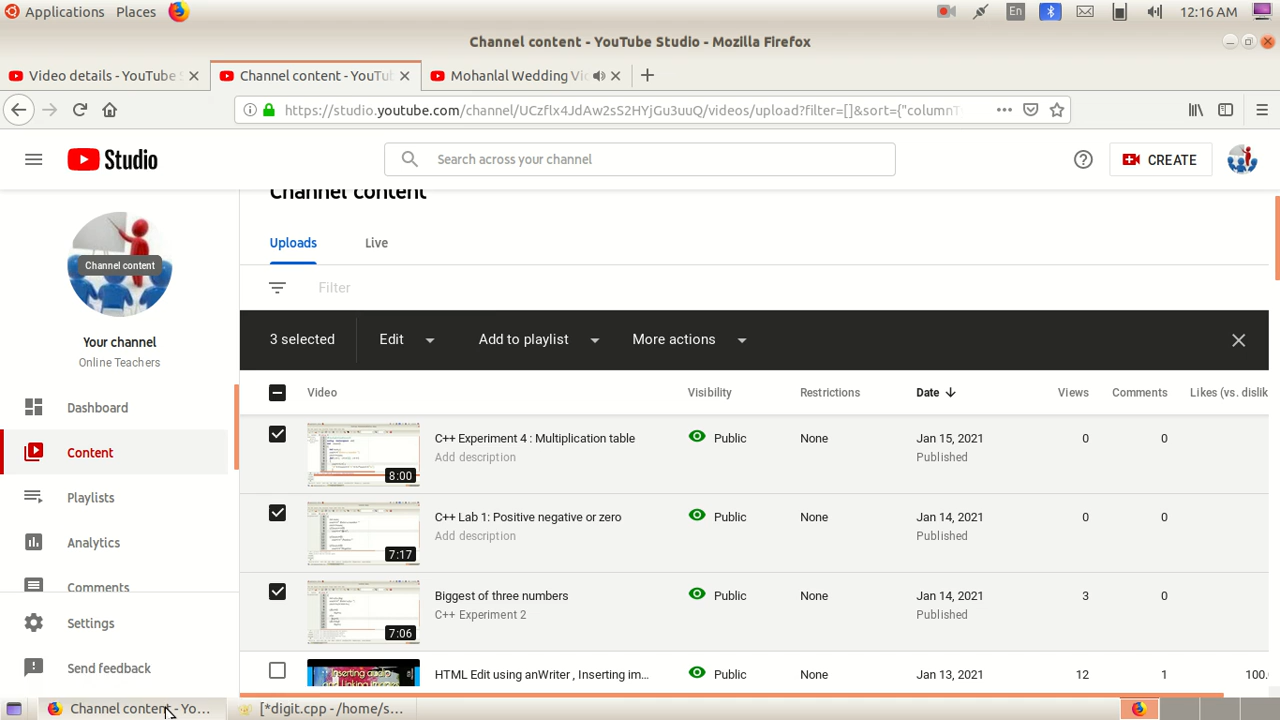 Applications Places En 12:16 AM
Channel content - YouTube Studio - Mozilla Firefox
Video details - YouTube S Channel content - YouTu Mohanlal Wedding Vi
https://studio.youtube.com/channel/UCzflx4JdAw2sS2HYjGu3uuQ/videos/upload?filter=[]&sort={"columnT
Studio Search across your channel CREATE
Channel content
Uploads Live
Filter
Channel content
Your channel
Online Teachers
Dashboard
Content
Playlists
Analytics
Comments
Settings
Send feedback
3 selected Edit Add to playlist More actions
Video Visibility Restrictions Date Views Comments Likes (vs. dislik
C++ Experiment 4 : Multiplication table Public None Jan 15, 2021 0 0
8:00 Add description Published
C++ Lab 1: Positive negative or zero Public None Jan 14, 2021 0 0
7:17 Add description Published
Biggest of three numbers Public None Jan 14, 2021 3 0
7:06 C++ Experiment 2 Published
HTML Edit using anWriter , Inserting im... Public None Jan 13, 2021 12 1 100.
Inserting audio
Channel content - Yo... [*digit.cpp - /home/s...